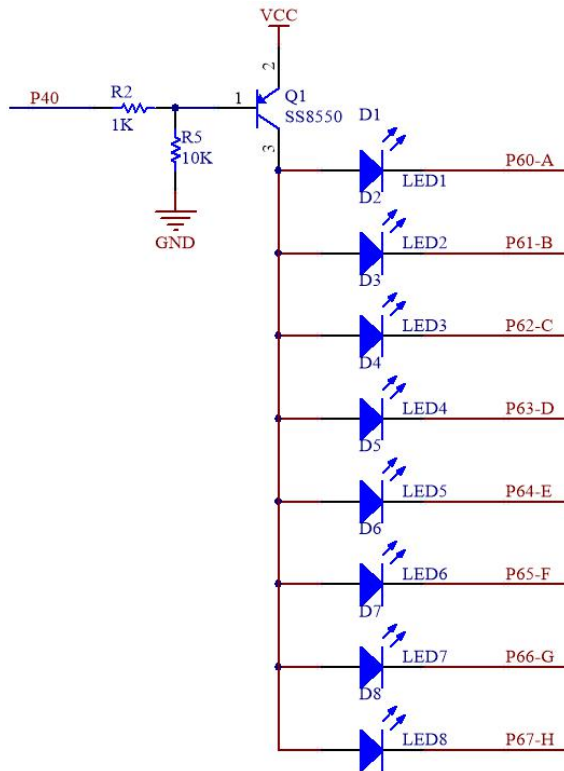 VCC
2
P40
R2
1K
1
Q1
SS8550
D1
R5
10K
3
GND
P60-A
LED1
D2
P61-B
LED2
D3
P62-C
LED3
D4
P63-D
LED4
D5
P64-E
LED5
D6
P65-F
LED6
D7
P66-G
LED7
D8
P67-H
LED8